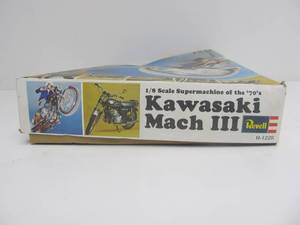 1/8 Scale Supermachine of the '70's
Kawasaki
Mach III
Revell
H-1225